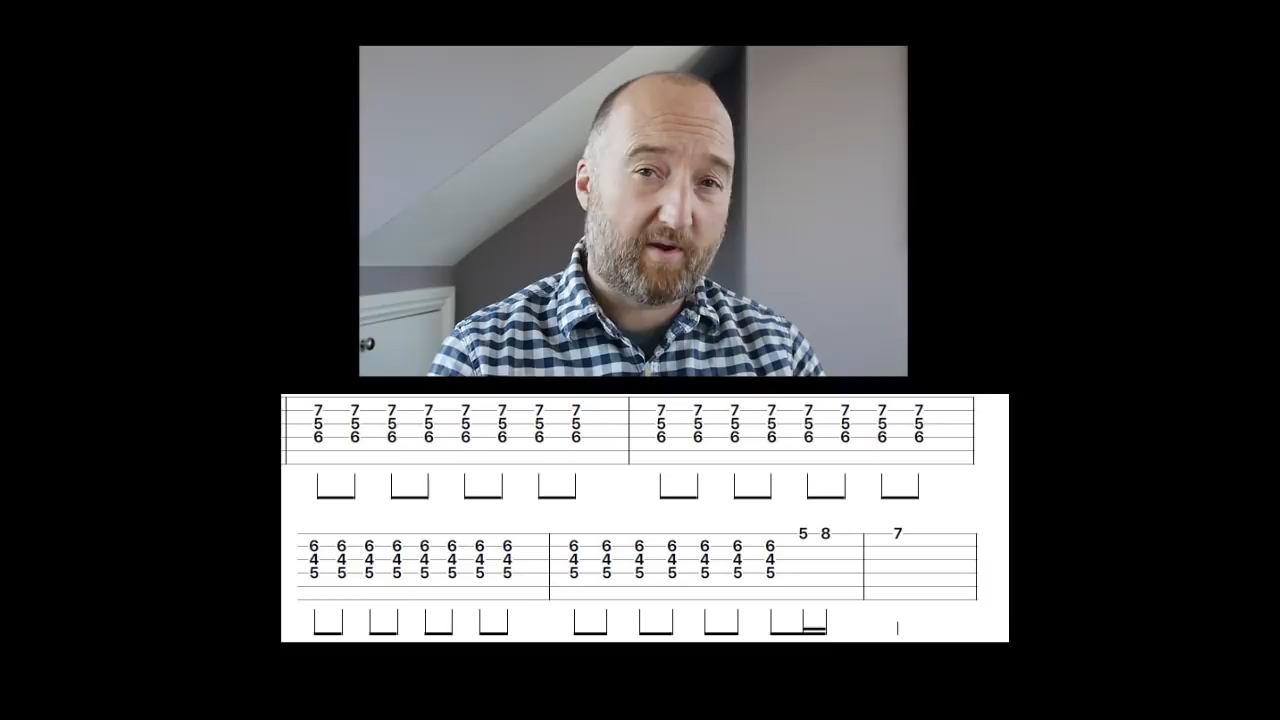 7 7 7 7 7 7 7 7 7 7 7 7 7 7 7 7
5 5 5 5 5 5 5 5 5 5 5 5 5 5 5 5
6 6 6 6 6 6 6 6 6 6 6 6 6 6 6 6
5 8 7
6 6 6 6 6 6 6 6 6 6 6 6 6 6 6
4 4 4 4 4 4 4 4 4 4 4 4 4 4 4
5 5 5 5 5 5 5 5 5 5 5 5 5 5 5